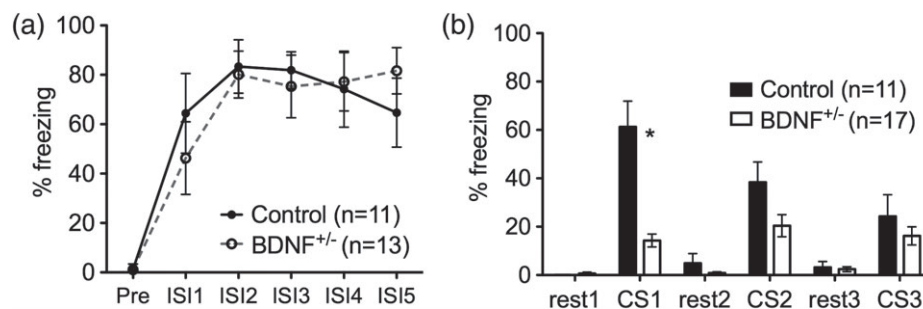 (a)
100
80
60
40
20
0
% freezing
Control (n=11)
BDNF+/- (n=13)
Pre ISI1 ISI2 ISI3 ISI4 ISI5
(b)
100
80
60
40
20
0
% freezing
Control (n=11)
BDNF+/- (n=17)
*
rest1 CS1 rest2 CS2 rest3 CS3